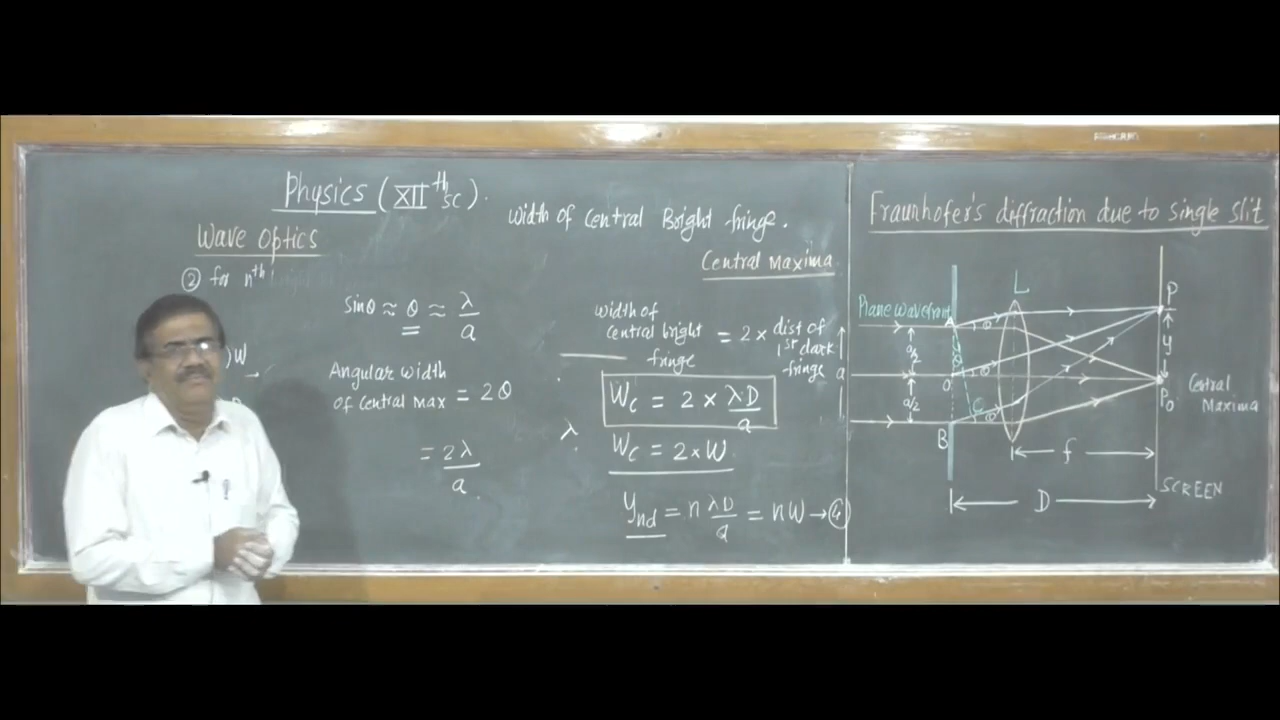 Physics (XIIth SC).
Wave Optics
② for nth
sinθ ≈ θ ≈ λ/a
Angular width
of central max = 2θ
= 2λ/a
)W
Width of Central Bright fringe.
Central Maxima
Width of
central bright
fringe
= 2 × dist of
1st dark
fringe
Wc = 2 × λD/a
λ
Wc = 2 × W
ynd = n λD/a = nW → ④
Fraunhofer's diffraction due to single slit
L
Plane wavefront
A
θ
P
a
a/2
O
θ
y
a/2
C
θ
P₀
Central
Maxima
B
f
SCREEN
D